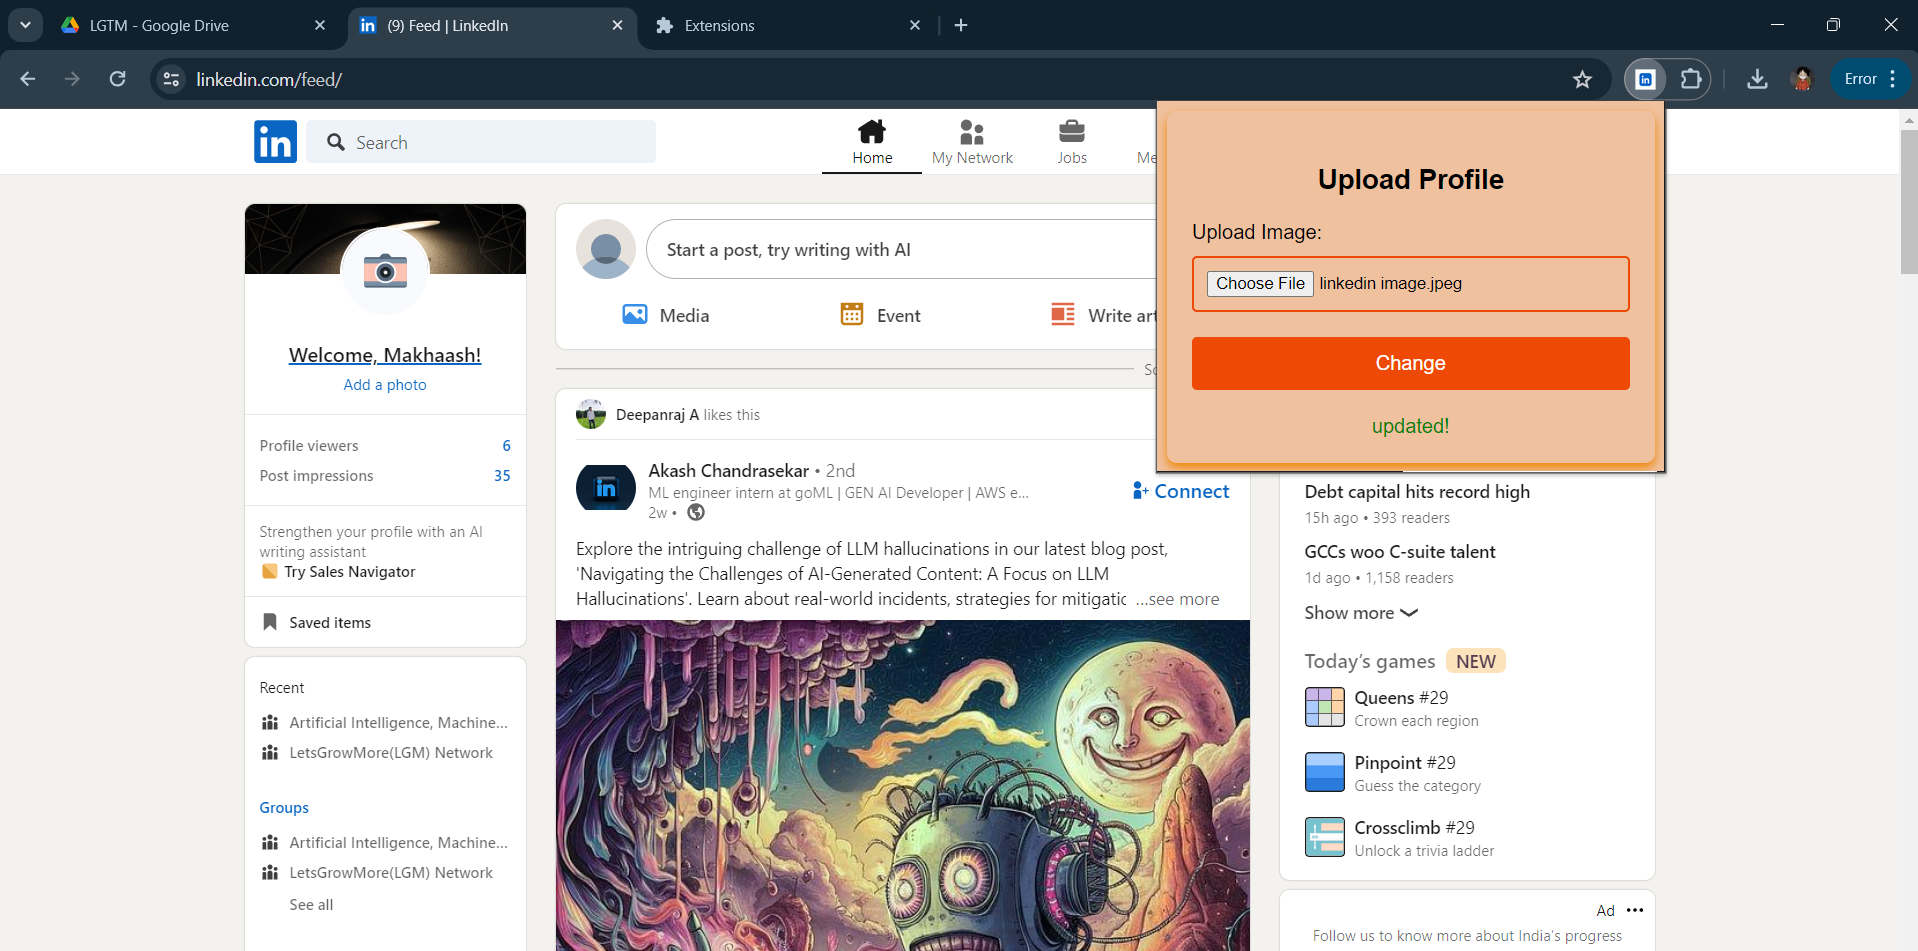 LGTM - Google Drive
(9) Feed | LinkedIn
Extensions
linkedin.com/feed/
Error
in
Search
Home
My Network
Jobs
Me
Upload Profile
Upload Image:
Choose File linkedin image.jpeg
Change
updated!
Welcome, Makhaash!
Add a photo
Profile viewers 6
Post impressions 35
Strengthen your profile with an AI
writing assistant
Try Sales Navigator
Saved items
Recent
Artificial Intelligence, Machine...
LetsGrowMore(LGM) Network
Groups
Artificial Intelligence, Machine...
LetsGrowMore(LGM) Network
See all
Start a post, try writing with AI
Media
Event
Write art
So
Deepanraj A likes this
in
Akash Chandrasekar • 2nd
ML engineer intern at goML | GEN AI Developer | AWS e...
2w •
Connect
Explore the intriguing challenge of LLM hallucinations in our latest blog post,
'Navigating the Challenges of AI-Generated Content: A Focus on LLM
Hallucinations'. Learn about real-world incidents, strategies for mitigatic ...see more
Debt capital hits record high
15h ago • 393 readers
GCCs woo C-suite talent
1d ago • 1,158 readers
Show more
Today's games NEW
Queens #29
Crown each region
Pinpoint #29
Guess the category
Crossclimb #29
Unlock a trivia ladder
Ad
Follow us to know more about India's progress